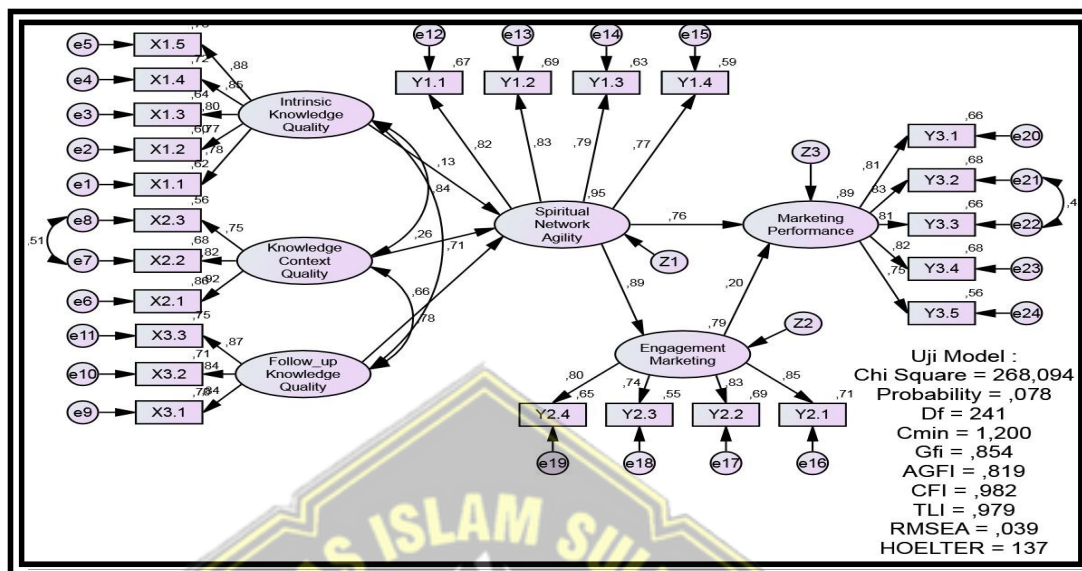 e5
X1.5
,88
e4
X1.4
,72
,85
e3
X1.3
,64
,80
e2
X1.2
,60
,77
e1
X1.1
,62
,78
Intrinsic
Knowledge
Quality
e8
X2.3
,56
,75
e7
X2.2
,68
,82
,51
e6
X2.1
,92
Knowledge
Context
Quality
e11
X3.3
,75
,87
e10
X3.2
,71
,84
e9
X3.1
,84
Follow_up
Knowledge
Quality
,13
,84
,26
,71
,66
,78
e12
e13
e14
e15
Y1.1
,67
Y1.2
,69
Y1.3
,63
Y1.4
,59
,82
,83
,79
,77
,95
Spiritual
Network
Agility
Z1
,76
,89
Z3
,89
Marketing
Performance
,20
,79
Z2
Engagement
Marketing
,80
,74
,83
,85
Y2.4
,65
Y2.3
,55
Y2.2
,69
Y2.1
,71
e19
e18
e17
e16
,81
Y3.1
,66
e20
,83
Y3.2
,68
e21
,81
Y3.3
,66
e22
,4
,82
Y3.4
,68
e23
,75
Y3.5
,56
e24
Uji Model :
Chi Square = 268,094
Probability = ,078
Df = 241
Cmin = 1,200
Gfi = ,854
AGFI = ,819
CFI = ,982
TLI = ,979
RMSEA = ,039
HOELTER = 137
ISLAM